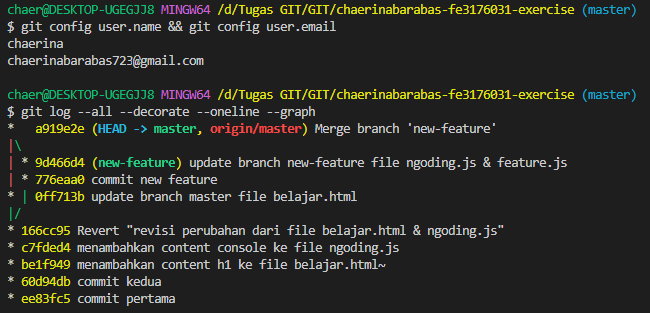 chaer@DESKTOP-UGEGJJ8 MINGW64 /d/Tugas GIT/GIT/chaerinabarabas-fe3176031-exercise (master)
$ git config user.name && git config user.email
chaerina
chaerinabarabas723@gmail.com
chaer@DESKTOP-UGEGJJ8 MINGW64 /d/Tugas GIT/GIT/chaerinabarabas-fe3176031-exercise (master)
$ git log --all --decorate --oneline --graph
*   a919e2e (HEAD -> master, origin/master) Merge branch 'new-feature'
|\
| * 9d466d4 (new-feature) update branch new-feature file ngoding.js & feature.js
| * 776eaa0 commit new feature
* | 0ff713b update branch master file belajar.html
|/
* 166cc95 Revert "revisi perubahan dari file belajar.html & ngoding.js"
* c7fded4 menambahkan content console ke file ngoding.js
* be1f949 menambahkan content h1 ke file belajar.html~
* 60d94db commit kedua
* ee83fc5 commit pertama